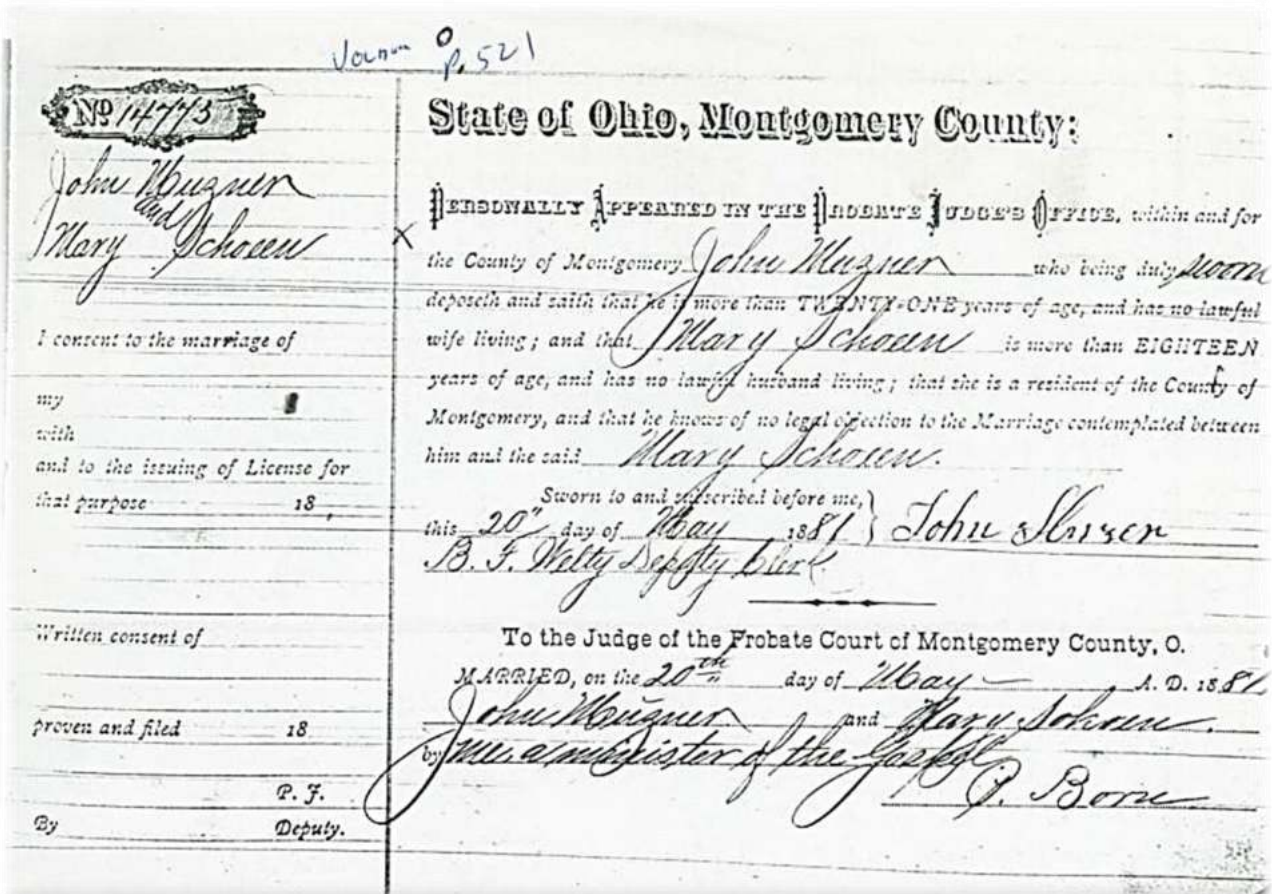 O
P. 521
No 14773
John Muzner
and
Mary Schoen
I consent to the marriage of
my
with
and to the issuing of License for
that purpose 18 ,
Written consent of
proven and filed 18
P. J.
By Deputy.
State of Ohio, Montgomery County:
PERSONALLY APPEARED IN THE PROBATE JUDGE'S OFFICE, within and for
the County of Montgomery John Muzner who being duly sworn
deposeth and saith that he is more than TWENTY-ONE years of age, and has no lawful
wife living; and that Mary Schoen is more than EIGHTEEN
years of age, and has no lawful husband living; that she is a resident of the County of
Montgomery, and that he knows of no legal objection to the Marriage contemplated between
him and the said Mary Schoen.
Sworn to and subscribed before me,
this 20" day of May 1881 } John
B. F. Welty Deputy Clerk
To the Judge of the Probate Court of Montgomery County, O.
MARRIED, on the 20th day of May A. D. 1881
John Muzner and Mary Schoen.
by me. a minister of the Gospel
P. Born